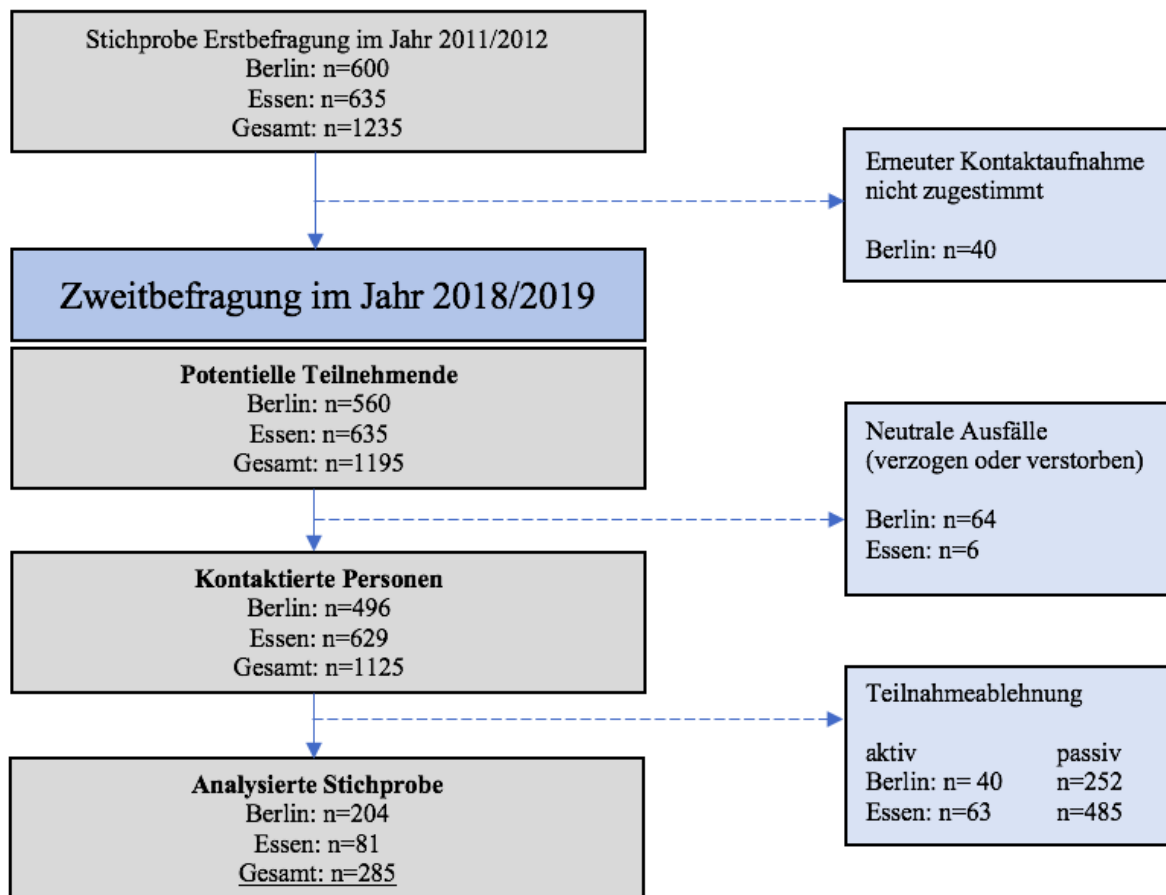 Stichprobe Erstbefragung im Jahr 2011/2012
Berlin: n=600
Essen: n=635
Gesamt: n=1235
Erneuter Kontaktaufnahme
nicht zugestimmt
Berlin: n=40
Zweitbefragung im Jahr 2018/2019
Potentielle Teilnehmende
Berlin: n=560
Essen: n=635
Gesamt: n=1195
Neutrale Ausfälle
(verzogen oder verstorben)
Berlin: n=64
Essen: n=6
Kontaktierte Personen
Berlin: n=496
Essen: n=629
Gesamt: n=1125
Teilnahmeablehnung
aktiv passiv
Berlin: n= 40 n=252
Essen: n=63 n=485
Analysierte Stichprobe
Berlin: n=204
Essen: n=81
Gesamt: n=285